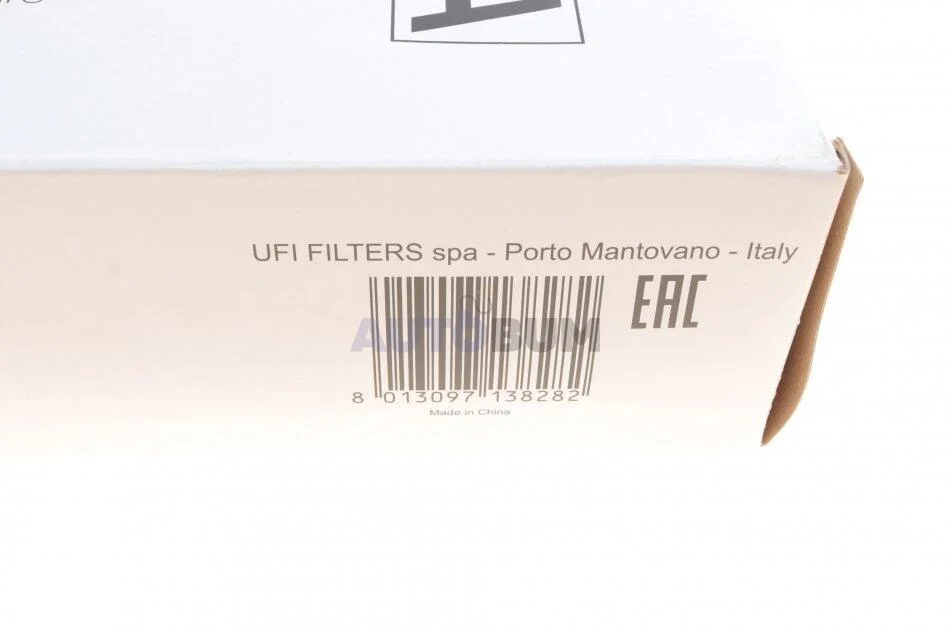 UFI FILTERS spa - Porto Mantovano - Italy
EAC
AUTOBUM
8 013097 138282
Made in China